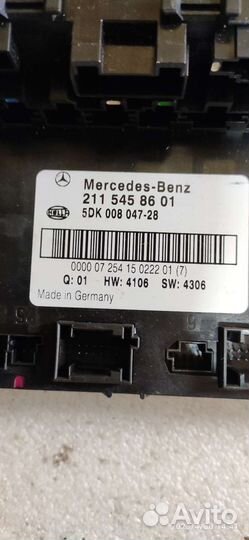 Mercedes-Benz
211 545 86 01
HELLA 5DK 008 047-28
0000 07 254 15 0222 01 (7)
Q: 01 HW: 4106 SW: 4306
Made in Germany
Avito